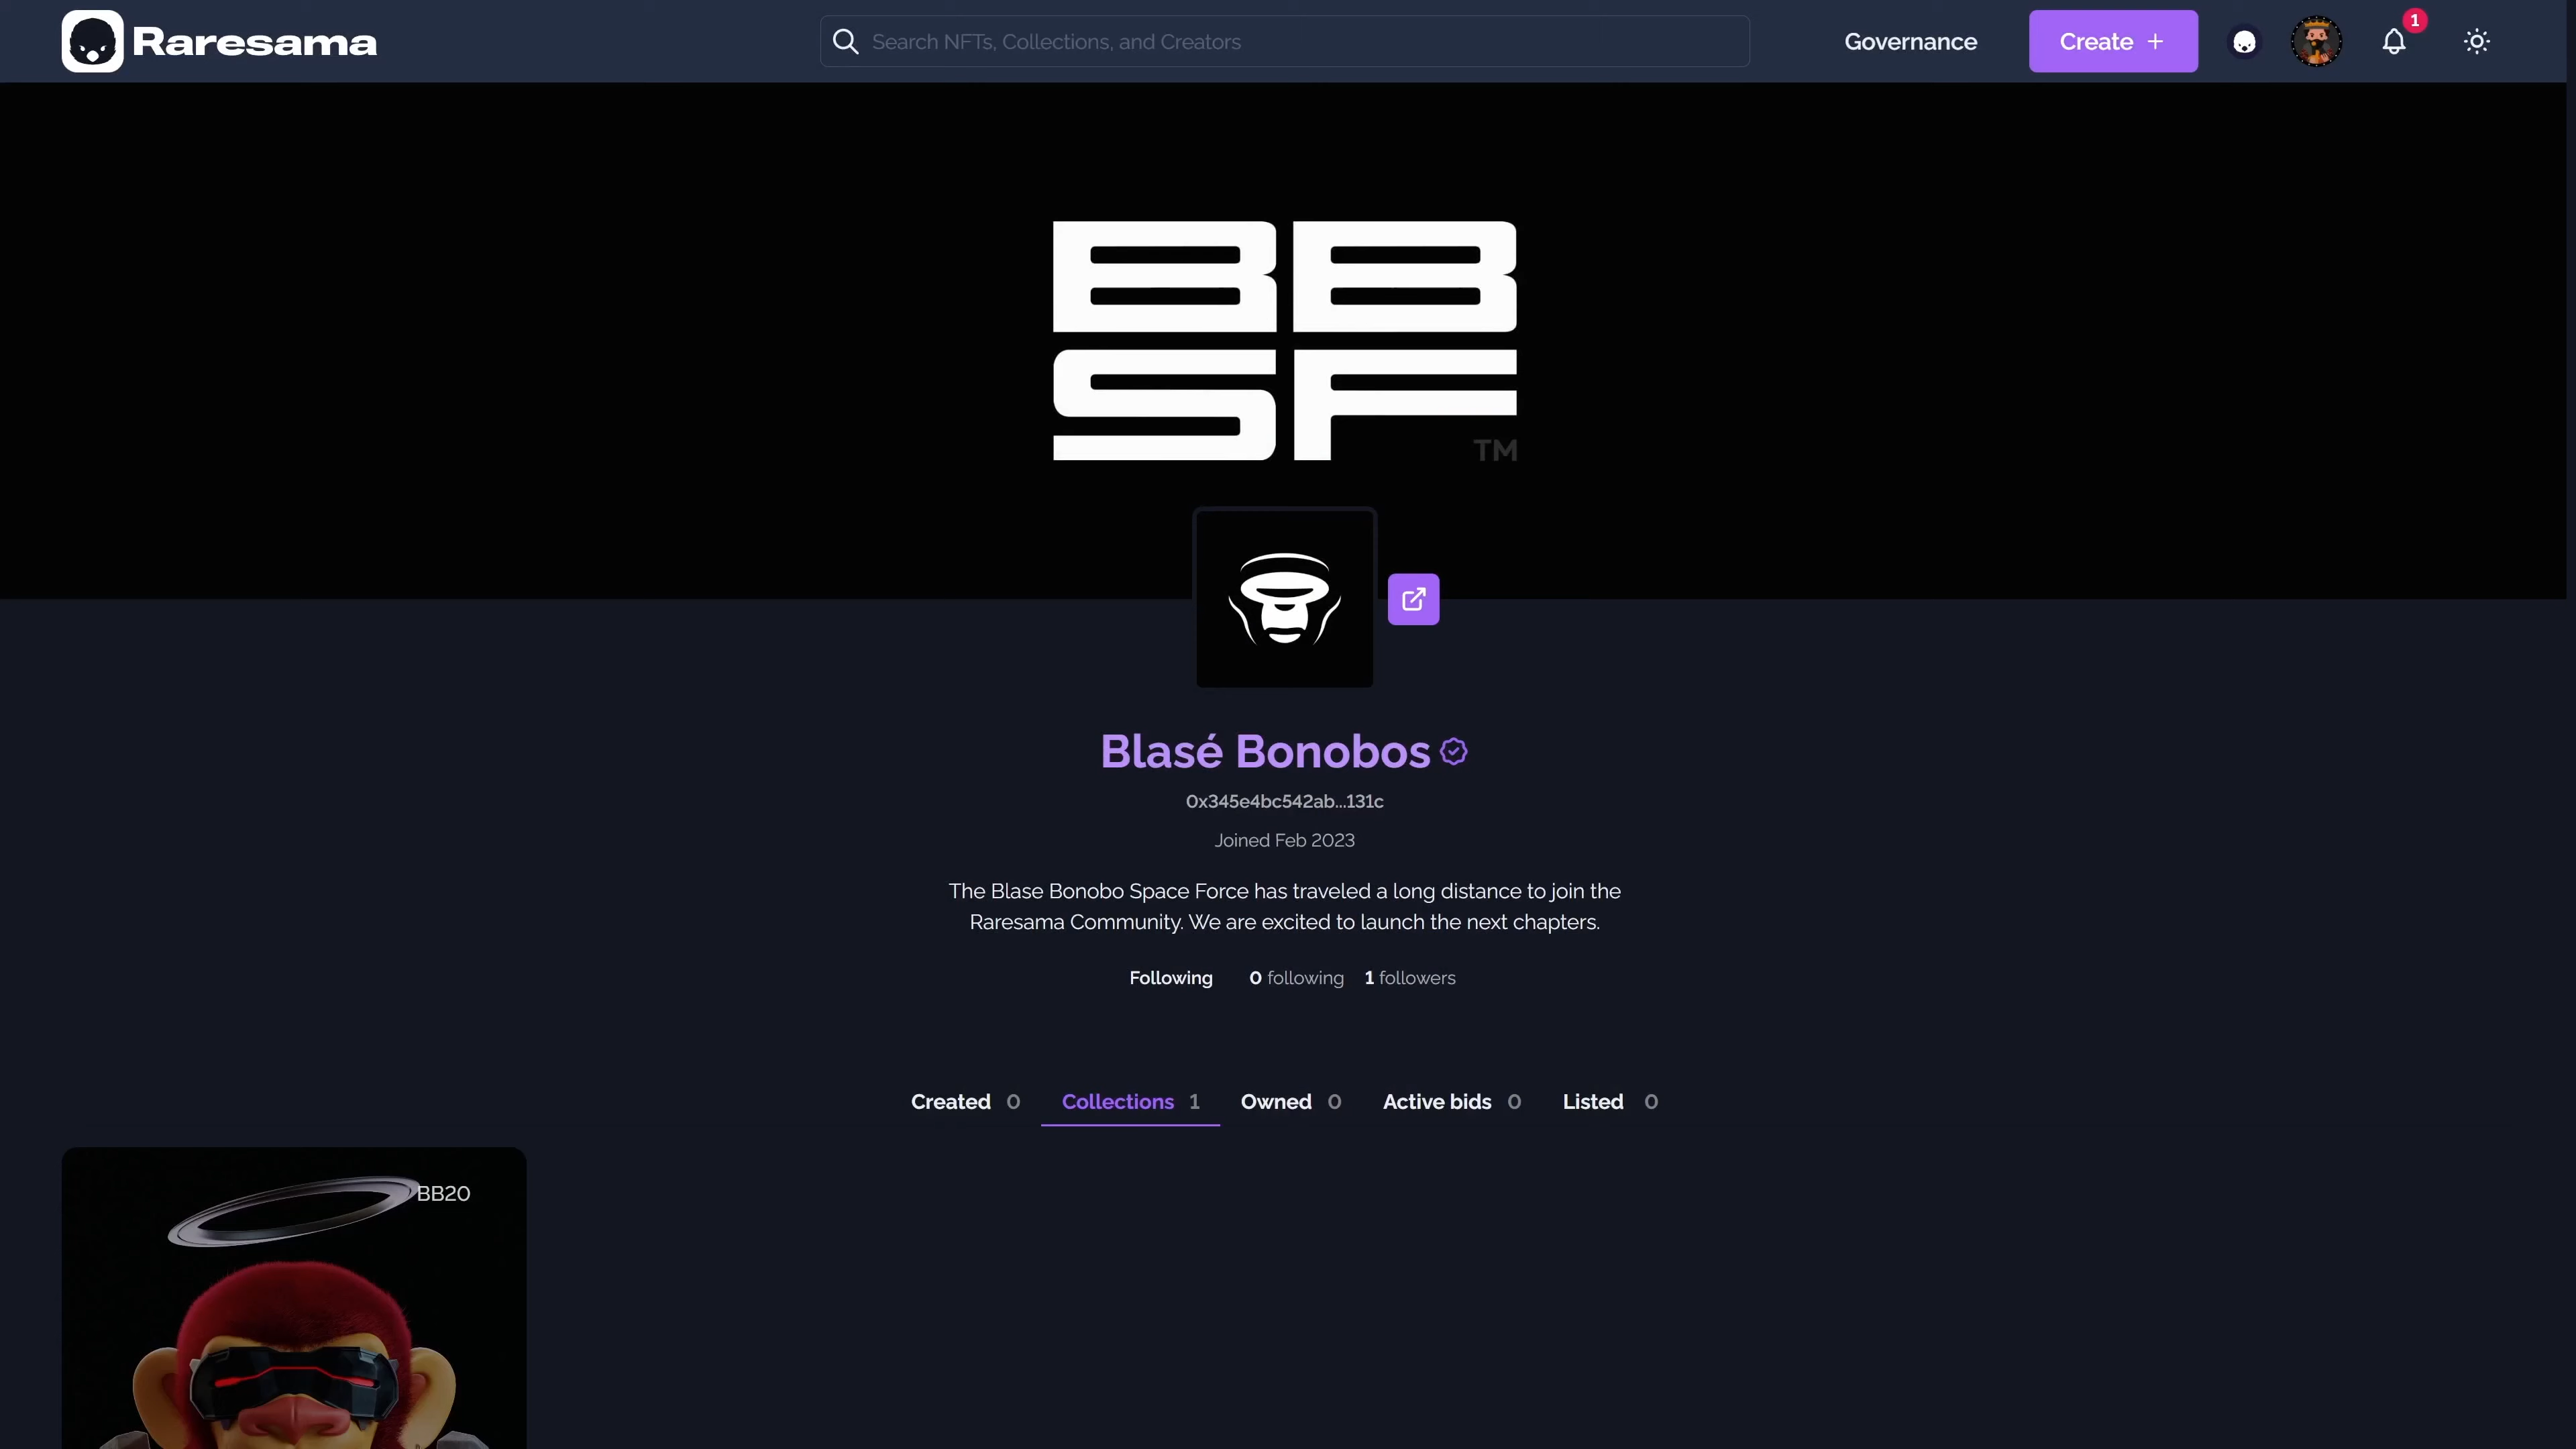 Raresama
Search NFTs, Collections, and Creators
Governance
Create +
1
BB
SF
TM
Blasé Bonobos
0x345e4bc542ab...131c
Joined Feb 2023
The Blase Bonobo Space Force has traveled a long distance to join the
Raresama Community. We are excited to launch the next chapters.
Following 0 following 1 followers
Created 0 Collections 1 Owned 0 Active bids 0 Listed 0
BB20